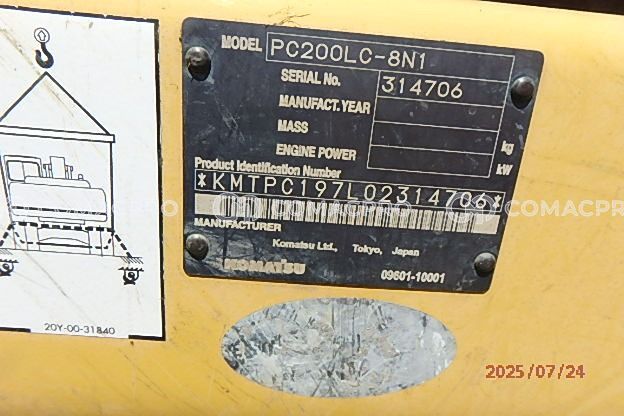 MODEL PC200LC-8N1
SERIAL No. 314706
MANUFACT. YEAR
MASS kg
ENGINE POWER kW
Product Identification Number
*KMTPC197L02314706*
MANUFACTURER
Komatsu Ltd., Tokyo, Japan
KOMATSU 09601-10001
20Y-00-31840
COMACPRO
2025/07/24